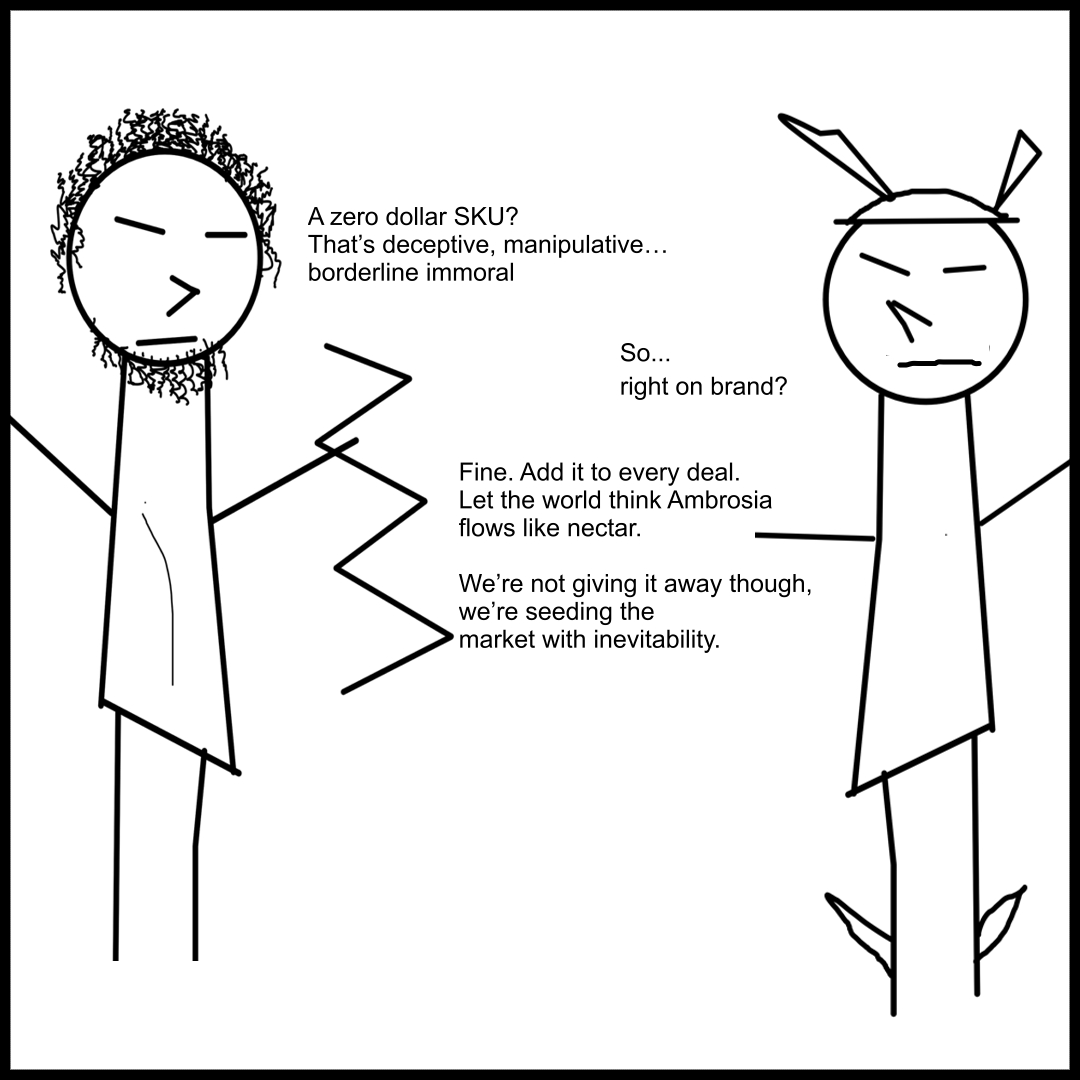 A zero dollar SKU?
That’s deceptive, manipulative…
borderline immoral
So...
right on brand?
Fine. Add it to every deal.
Let the world think Ambrosia
flows like nectar.
We’re not giving it away though,
we’re seeding the
market with inevitability.